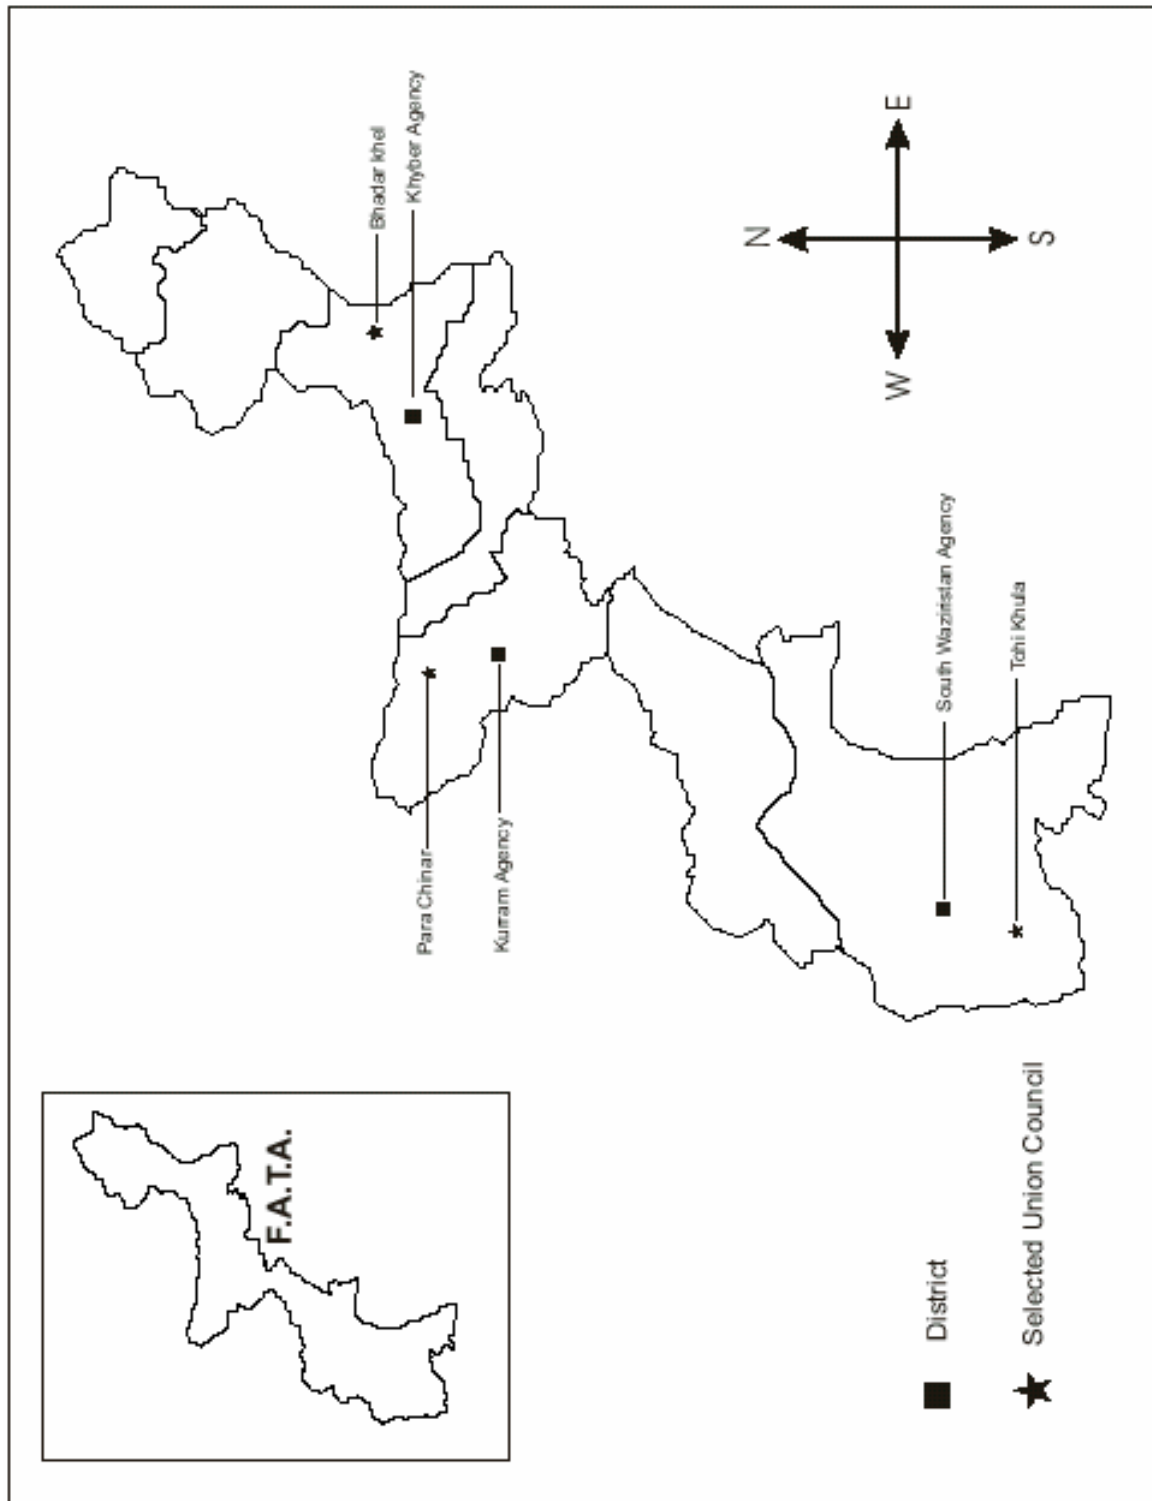 Bhadar khel
Khyber Agency
Para Chinar
Kurram Agency
N
W
E
S
South Waziristan Agency
Tohi Khula
F.A.T.A.
District
Selected Union Council